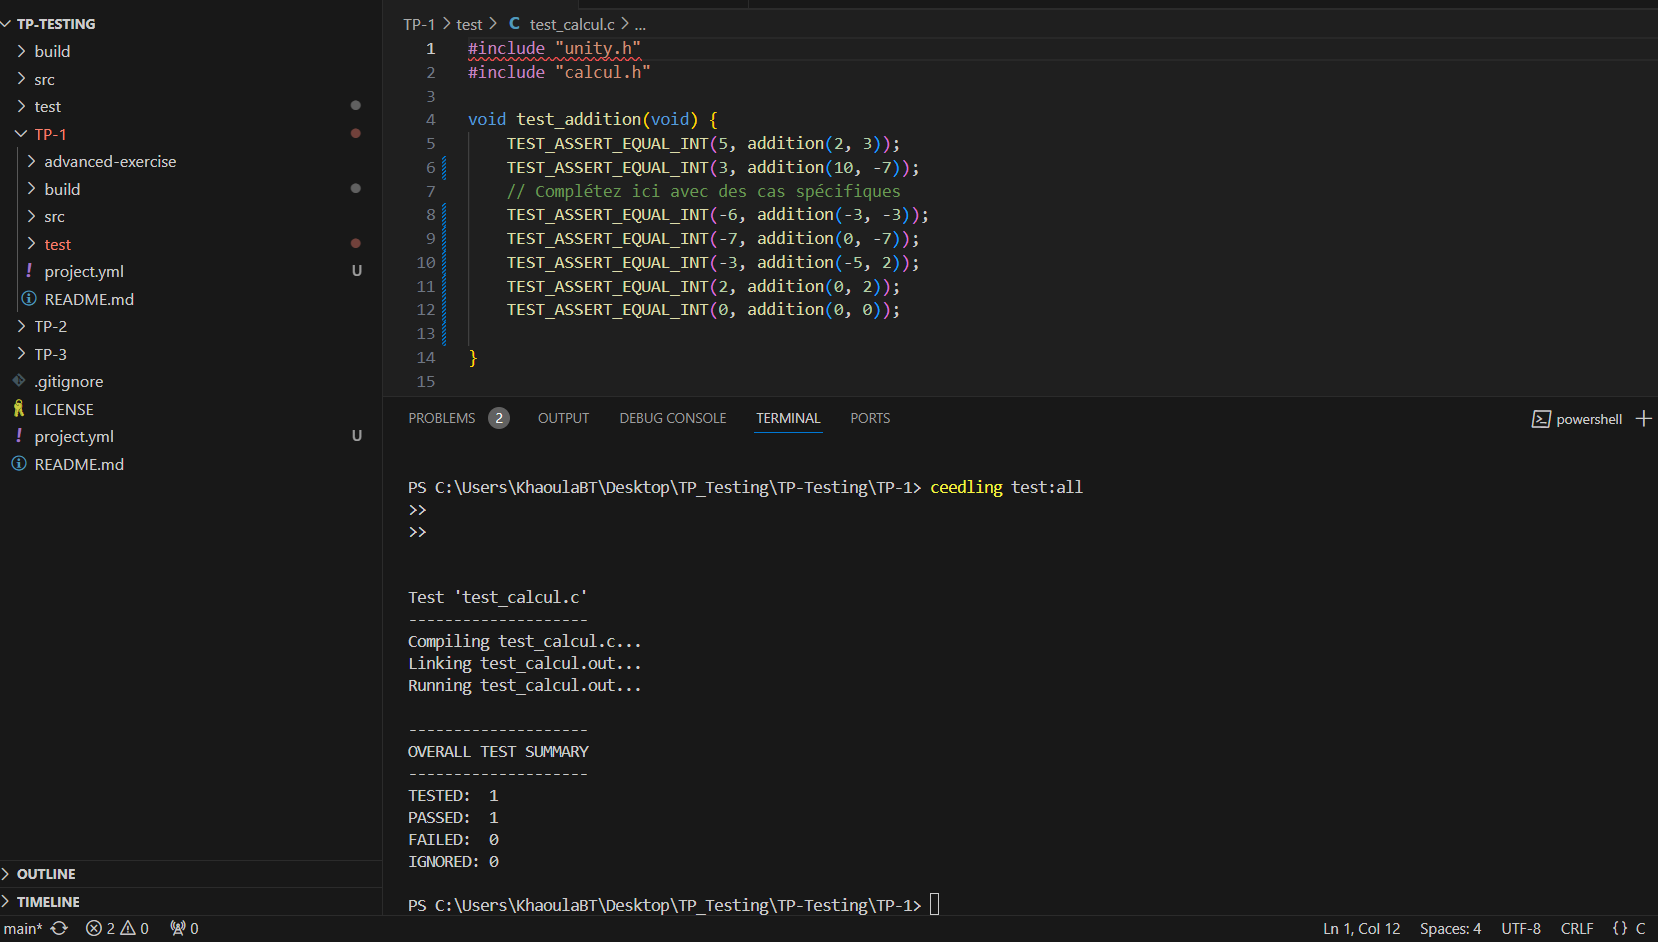 TP-TESTING
build
src
test
TP-1
advanced-exercise
build
src
test
! project.yml U
README.md
TP-2
TP-3
.gitignore
LICENSE
! project.yml U
README.md
OUTLINE
TIMELINE
TP-1 > test > C test_calcul.c > ...
1 #include "unity.h"
2 #include "calcul.h"
3
4 void test_addition(void) {
5 TEST_ASSERT_EQUAL_INT(5, addition(2, 3));
6 TEST_ASSERT_EQUAL_INT(3, addition(10, -7));
7 // Complétez ici avec des cas spécifiques
8 TEST_ASSERT_EQUAL_INT(-6, addition(-3, -3));
9 TEST_ASSERT_EQUAL_INT(-7, addition(0, -7));
10 TEST_ASSERT_EQUAL_INT(-3, addition(-5, 2));
11 TEST_ASSERT_EQUAL_INT(2, addition(0, 2));
12 TEST_ASSERT_EQUAL_INT(0, addition(0, 0));
13
14 }
15
PROBLEMS 2 OUTPUT DEBUG CONSOLE TERMINAL PORTS powershell
PS C:\Users\KhaoulaBT\Desktop\TP_Testing\TP-Testing\TP-1> ceedling test:all
>>
>>
Test 'test_calcul.c'
--------------------
Compiling test_calcul.c...
Linking test_calcul.out...
Running test_calcul.out...
--------------------
OVERALL TEST SUMMARY
--------------------
TESTED: 1
PASSED: 1
FAILED: 0
IGNORED: 0
PS C:\Users\KhaoulaBT\Desktop\TP_Testing\TP-Testing\TP-1>
main* 2 0 0 Ln 1, Col 12 Spaces: 4 UTF-8 CRLF {} C